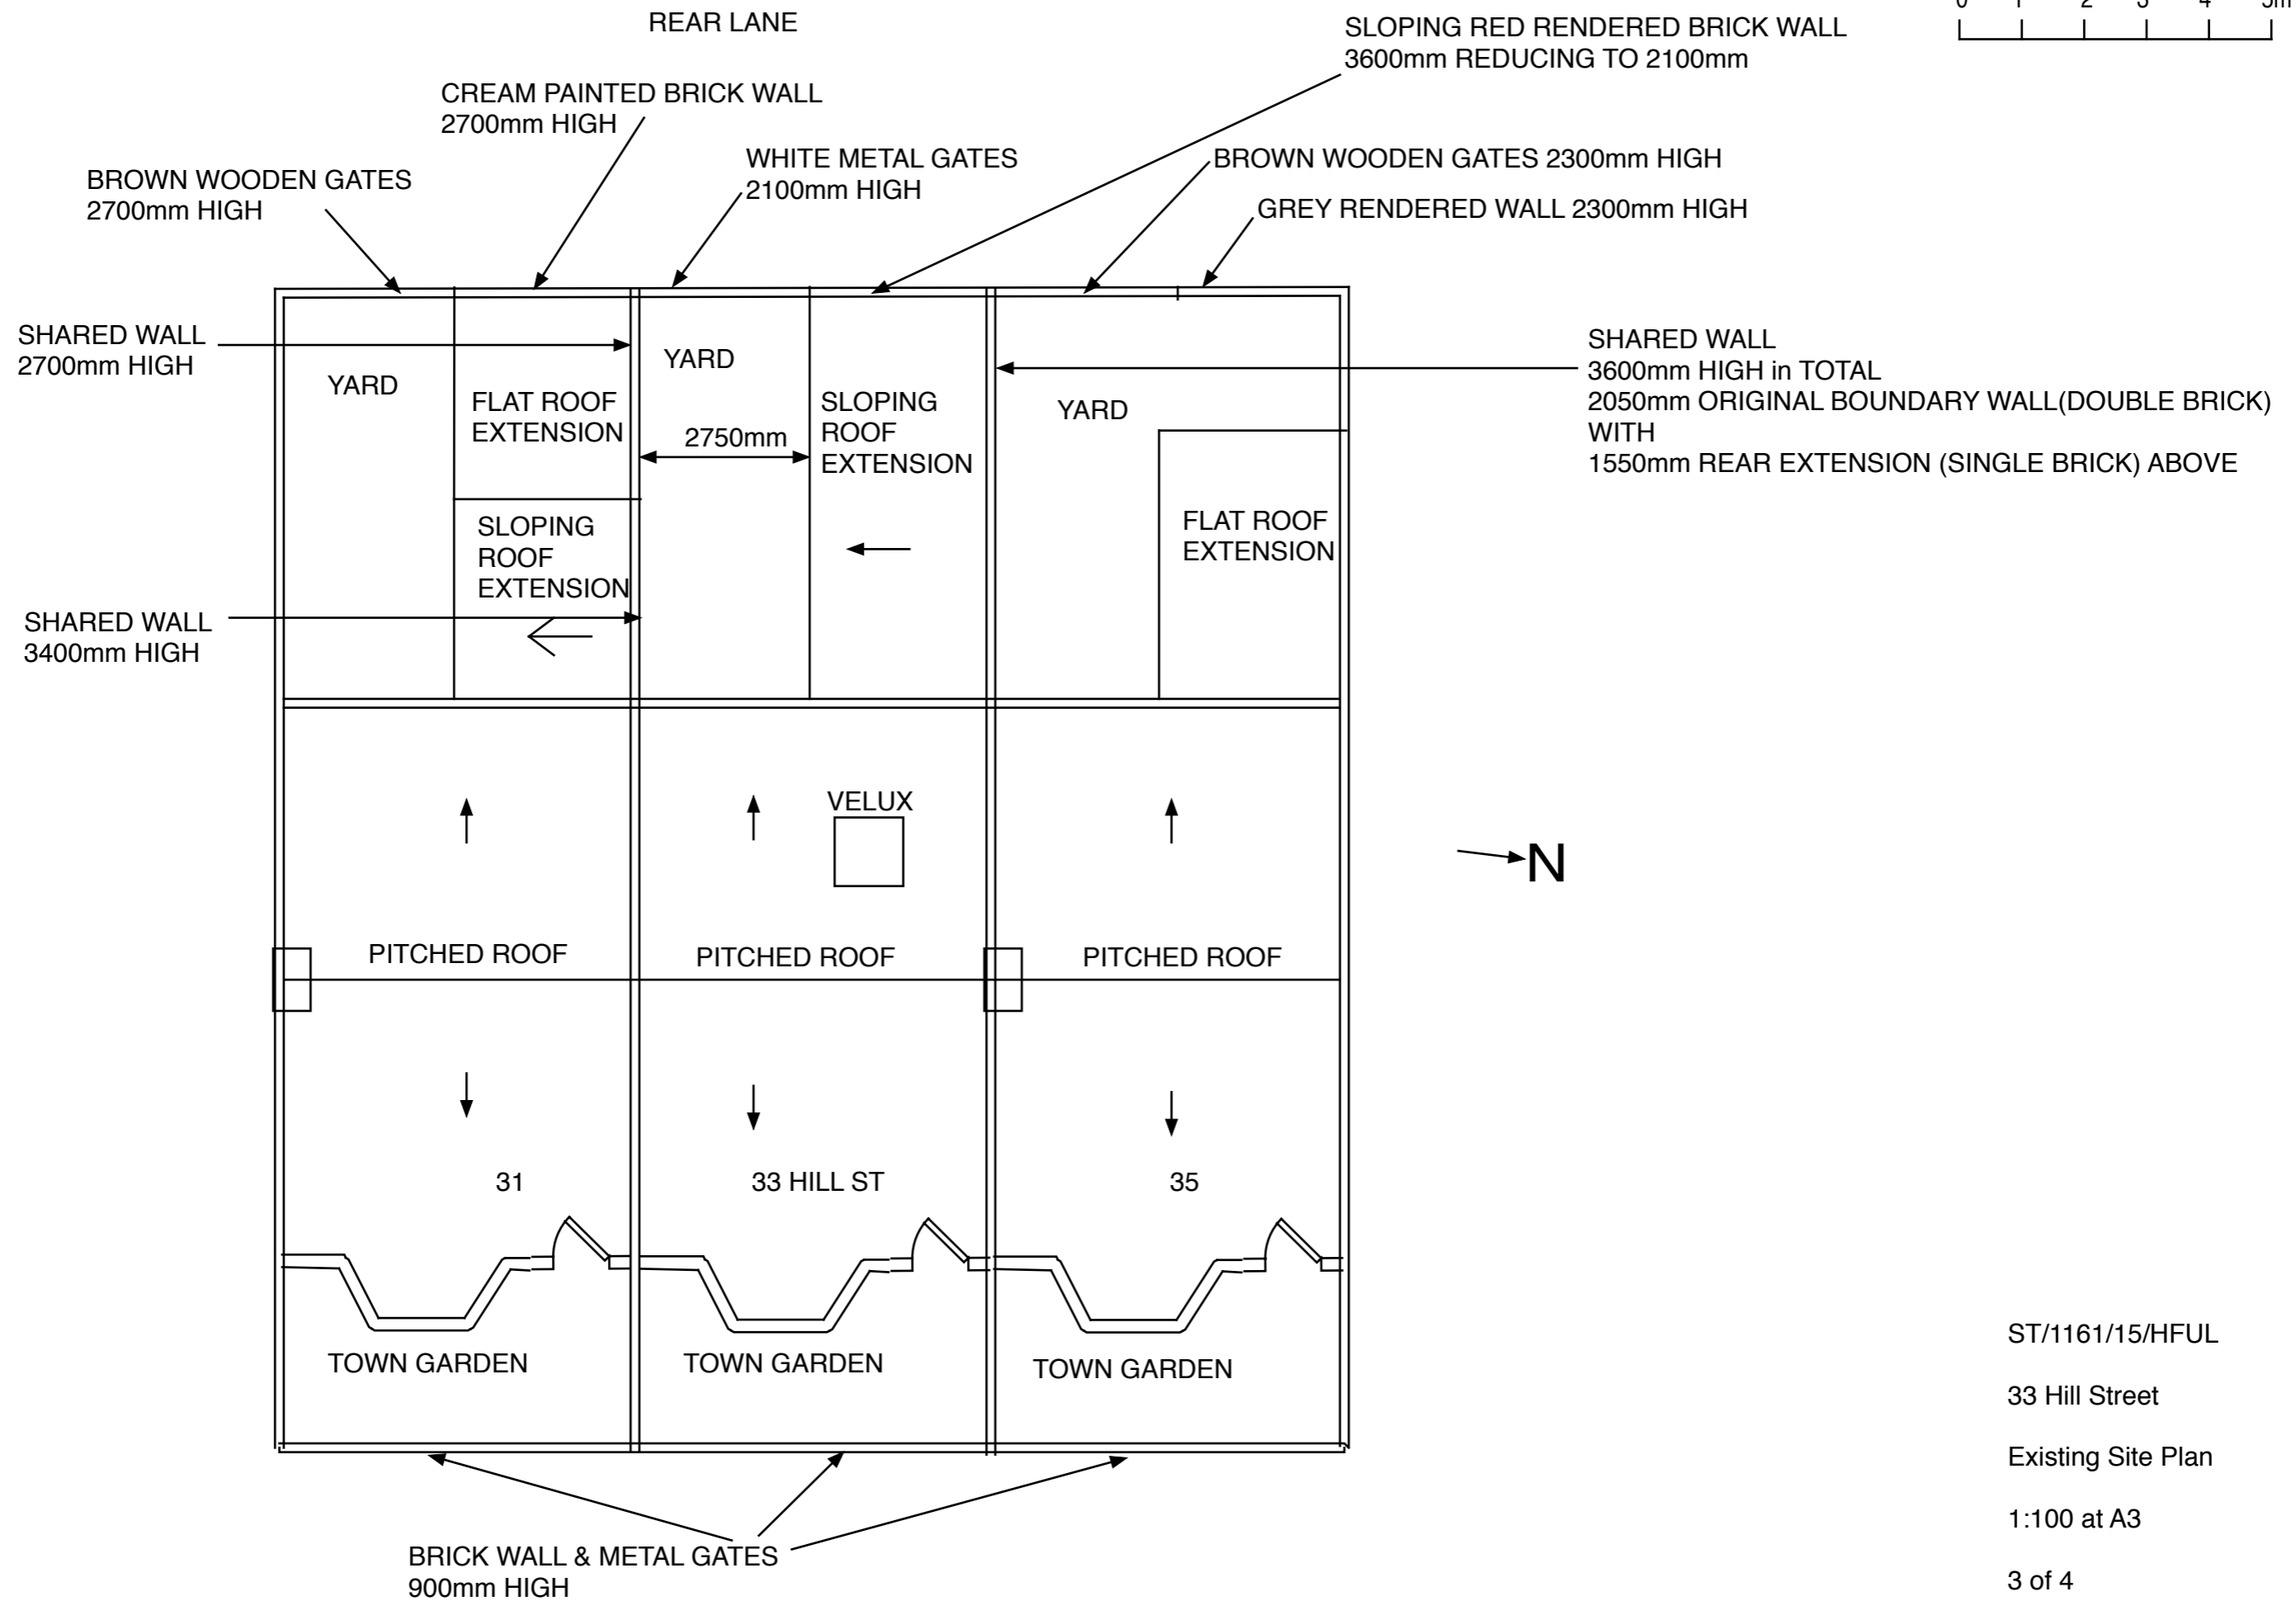 REAR LANE
0 1 2 3 4 5m
SLOPING RED RENDERED BRICK WALL
3600mm REDUCING TO 2100mm
CREAM PAINTED BRICK WALL
2700mm HIGH
WHITE METAL GATES
2100mm HIGH
BROWN WOODEN GATES 2300mm HIGH
BROWN WOODEN GATES
2700mm HIGH
GREY RENDERED WALL 2300mm HIGH
SHARED WALL
2700mm HIGH
YARD
FLAT ROOF
EXTENSION
YARD
2750mm
SLOPING
ROOF
EXTENSION
YARD
SHARED WALL
3600mm HIGH in TOTAL
2050mm ORIGINAL BOUNDARY WALL(DOUBLE BRICK)
WITH
1550mm REAR EXTENSION (SINGLE BRICK) ABOVE
SLOPING
ROOF
EXTENSION
FLAT ROOF
EXTENSION
SHARED WALL
3400mm HIGH
VELUX
N
PITCHED ROOF
PITCHED ROOF
PITCHED ROOF
31
33 HILL ST
35
TOWN GARDEN
TOWN GARDEN
TOWN GARDEN
BRICK WALL & METAL GATES
900mm HIGH
ST/1161/15/HFUL
33 Hill Street
Existing Site Plan
1:100 at A3
3 of 4